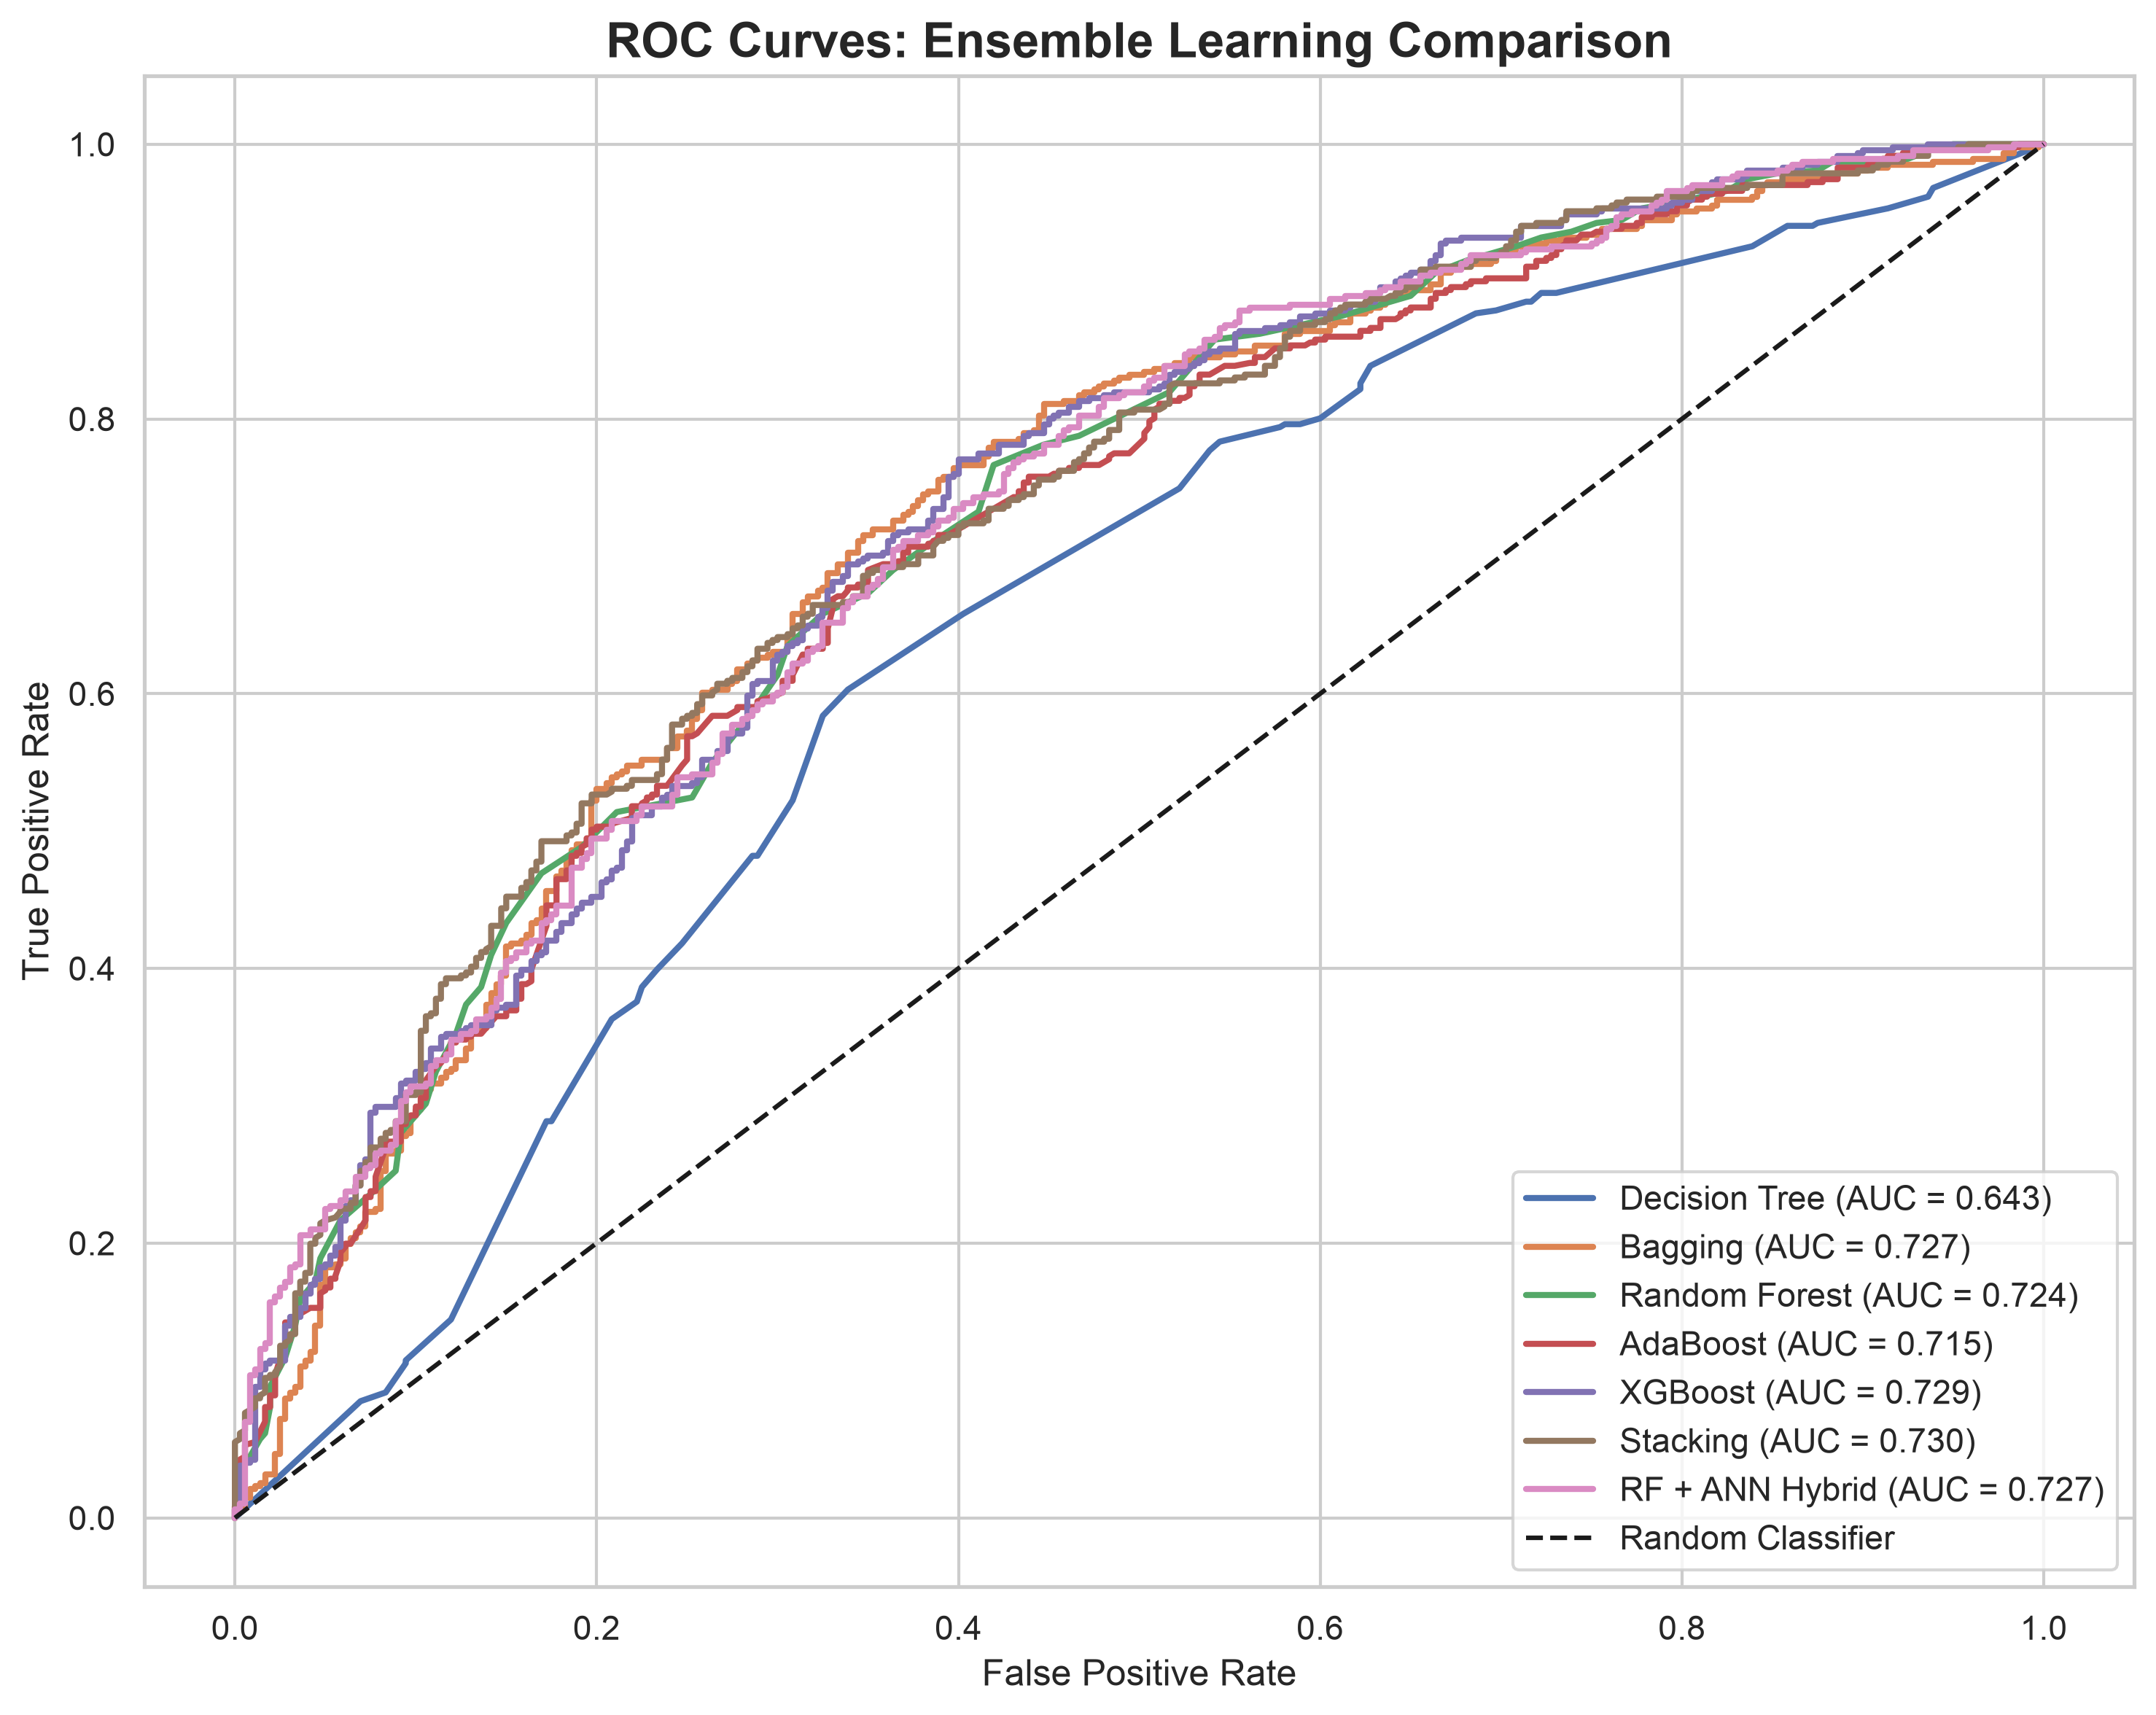 ROC Curves: Ensemble Learning Comparison
True Positive Rate
1.0
0.8
0.6
0.4
0.2
0.0
Decision Tree (AUC = 0.643)
Bagging (AUC = 0.727)
Random Forest (AUC = 0.724)
AdaBoost (AUC = 0.715)
XGBoost (AUC = 0.729)
Stacking (AUC = 0.730)
RF + ANN Hybrid (AUC = 0.727)
Random Classifier
0.0 0.2 0.4 0.6 0.8 1.0
False Positive Rate